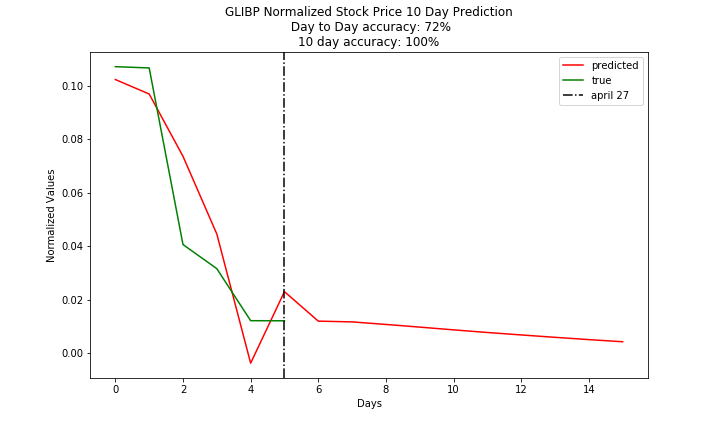 GLIBP Normalized Stock Price 10 Day Prediction
Day to Day accuracy: 72%
10 day accuracy: 100%
predicted
true
april 27
Normalized Values
0.10
0.08
0.06
0.04
0.02
0.00
0 2 4 6 8 10 12 14
Days